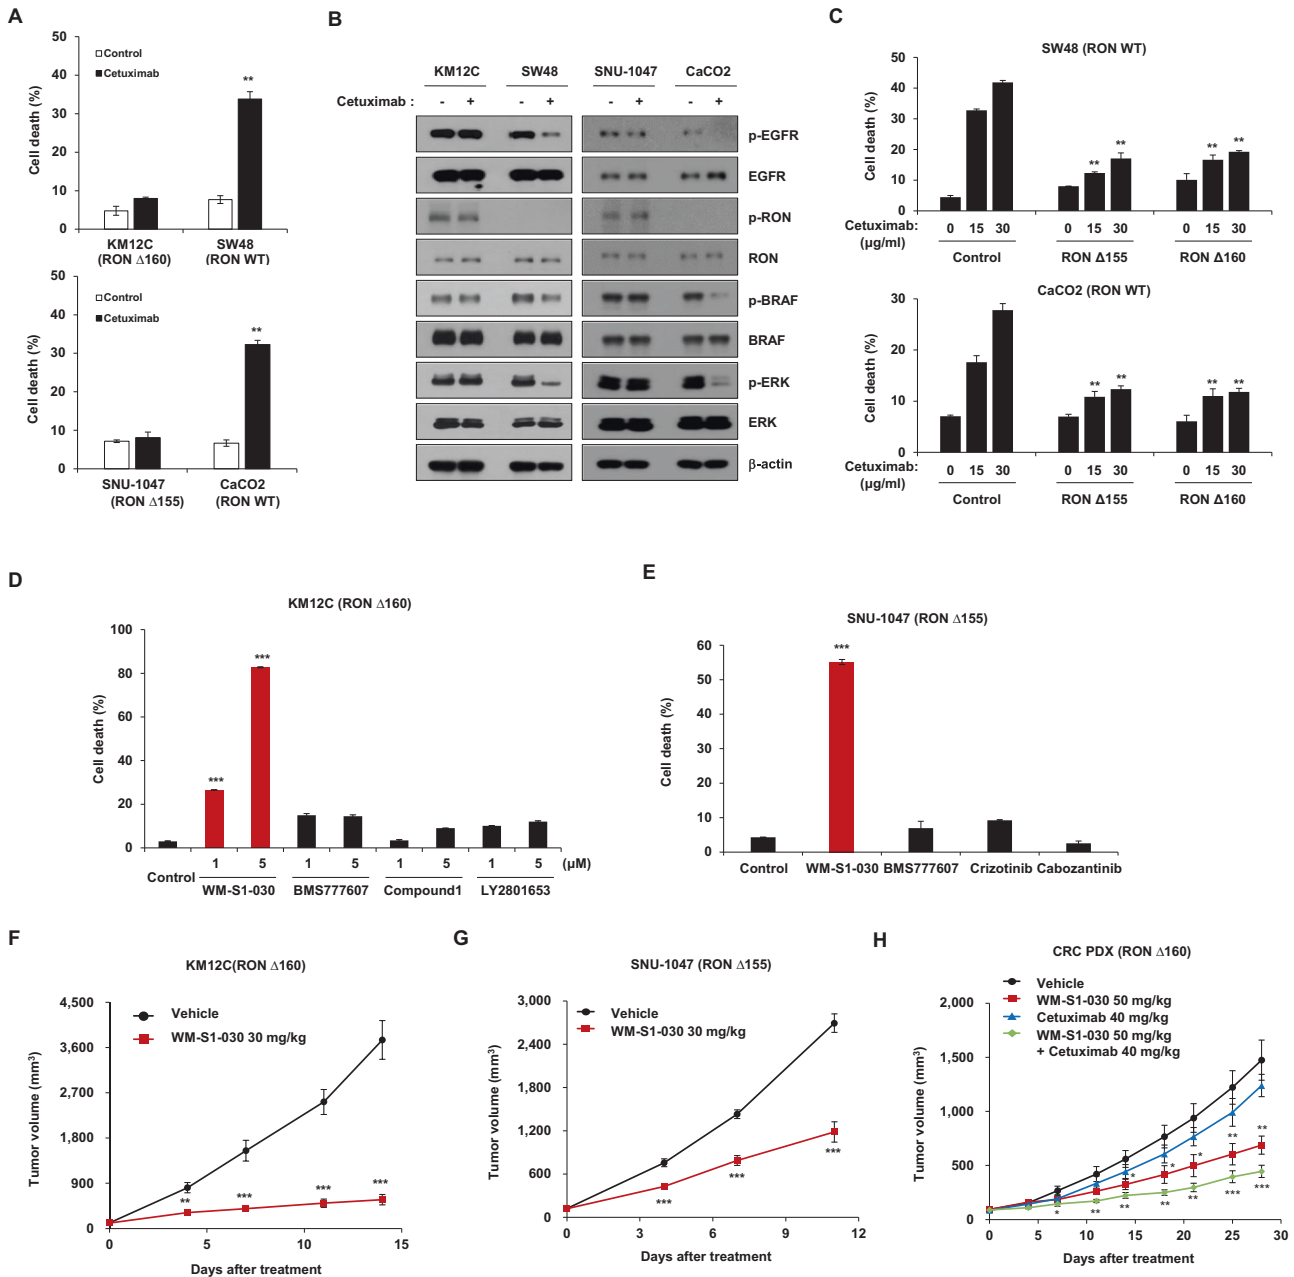 A
50
40
30
20
10
0
Cell death (%)
Control
Cetuximab
**
KM12C
(RON Δ160)
SW48
(RON WT)
50
40
30
20
10
0
Cell death (%)
Control
Cetuximab
**
SNU-1047
(RON Δ155)
CaCO2
(RON WT)
B
KM12C SW48 SNU-1047 CaCO2
Cetuximab : - + - + - + - +
p-EGFR
EGFR
p-RON
RON
p-BRAF
BRAF
p-ERK
ERK
β-actin
C
SW48 (RON WT)
50
40
30
20
10
0
Cell death (%)
** ** ** **
Cetuximab: 0 15 30 0 15 30 0 15 30
(μg/ml)
Control RON Δ155 RON Δ160
CaCO2 (RON WT)
30
20
10
0
Cell death (%)
** ** ** **
Cetuximab: 0 15 30 0 15 30 0 15 30
(μg/ml)
Control RON Δ155 RON Δ160
D
KM12C (RON Δ160)
100
80
60
40
20
0
Cell death (%)
*** ***
1 5 1 5 1 5 1 5 (μM)
Control WM-S1-030 BMS777607 Compound1 LY2801653
E
SNU-1047 (RON Δ155)
60
50
40
30
20
10
0
Cell death (%)
***
Control WM-S1-030 BMS777607 Crizotinib Cabozantinib
F
KM12C(RON Δ160)
4,500
3,600
2,700
1,800
900
0
Tumor volume (mm³)
Vehicle
WM-S1-030 30 mg/kg
** *** *** ***
0 5 10 15
Days after treatment
G
SNU-1047 (RON Δ155)
3,000
2,400
1,800
1,200
600
0
Tumor volume (mm³)
Vehicle
WM-S1-030 30 mg/kg
*** *** ***
0 3 6 9 12
Days after treatment
H
CRC PDX (RON Δ160)
Vehicle
WM-S1-030 50 mg/kg
Cetuximab 40 mg/kg
WM-S1-030 50 mg/kg
+ Cetuximab 40 mg/kg
2,000
1,500
1,000
500
0
Tumor volume (mm³)
* * * ** **
* ** ** ** ** *** ***
0 5 10 15 20 25 30
Days after treatment